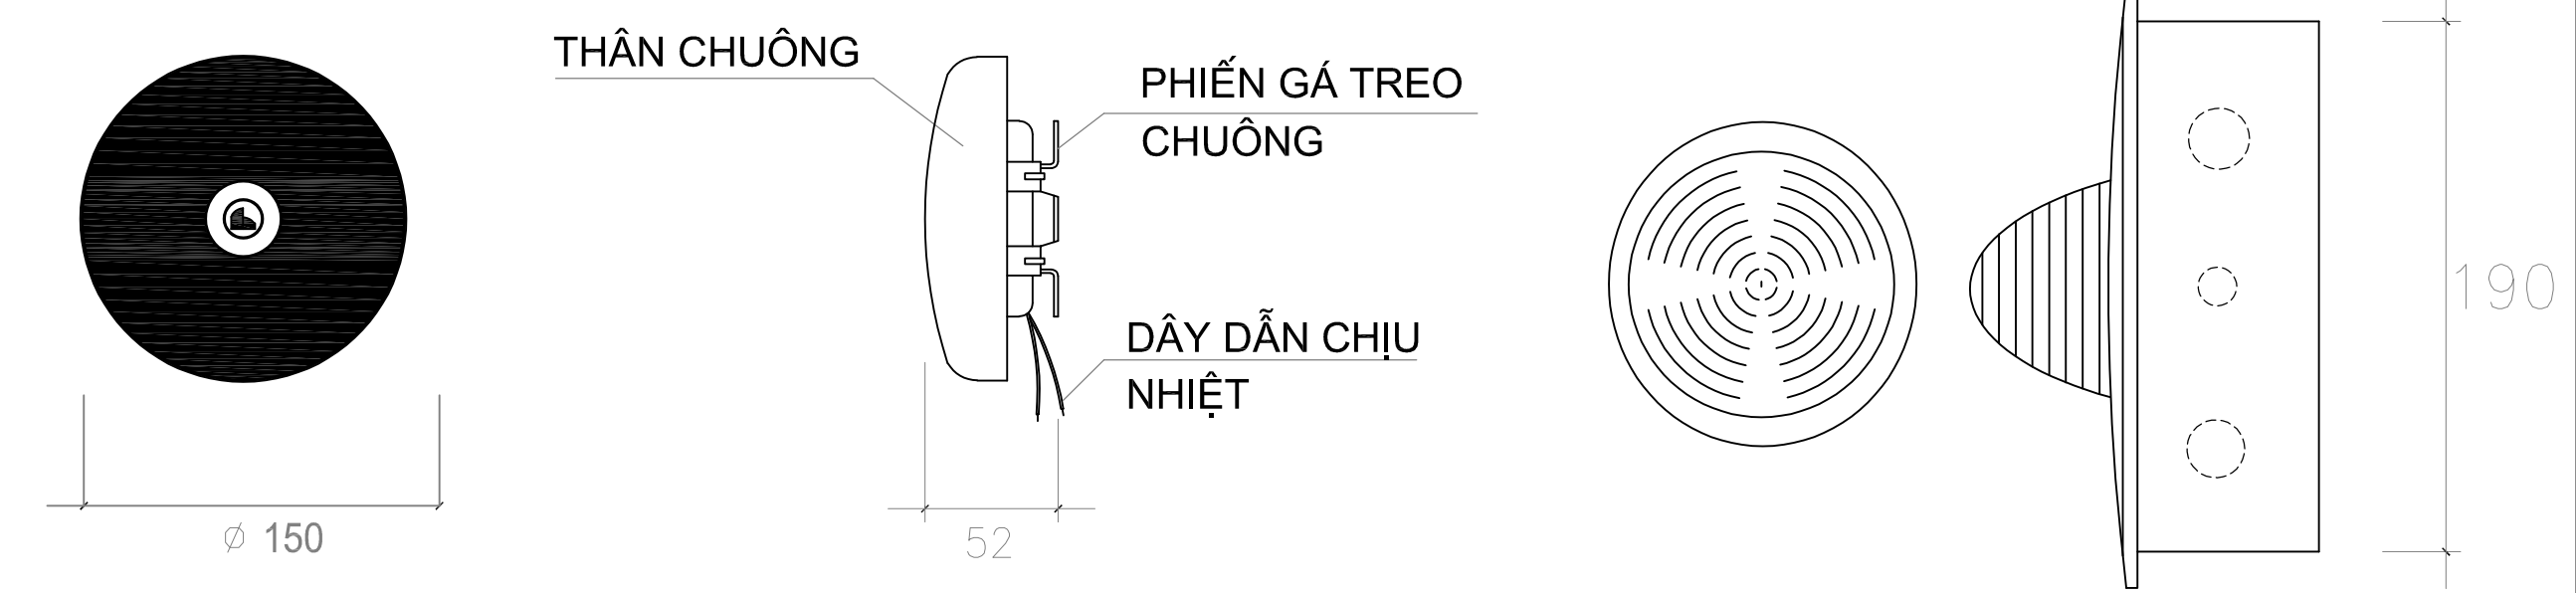 THÂN CHUÔNG
PHIẾN GÁ TREO
CHUÔNG
DÂY DẪN CHỊU
NHIỆT
Ø 150
52
190